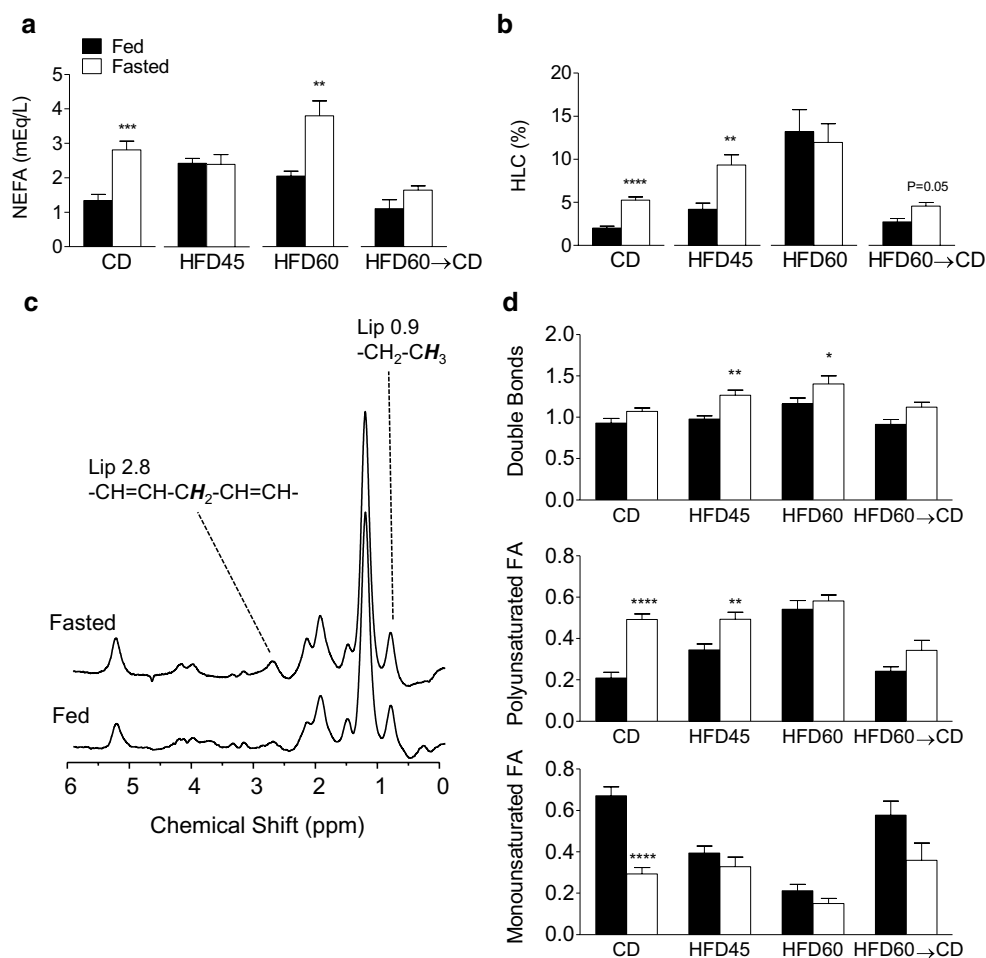 a
Fed
Fasted
NEFA (mEq/L)
5
4
3
2
1
0
***
**
CD HFD45 HFD60 HFD60→CD
b
HLC (%)
20
15
10
5
0
****
**
P=0.05
CD HFD45 HFD60 HFD60→CD
c
Lip 0.9
-CH2-CH3
Lip 2.8
-CH=CH-CH2-CH=CH-
Fasted
Fed
6 5 4 3 2 1 0
Chemical Shift (ppm)
d
Double Bonds
2.0
1.5
1.0
0.5
0.0
**
*
CD HFD45 HFD60 HFD60→CD
Polyunsaturated FA
0.8
0.6
0.4
0.2
0.0
****
**
CD HFD45 HFD60 HFD60→CD
Monounsaturated FA
0.8
0.6
0.4
0.2
0.0
****
CD HFD45 HFD60 HFD60→CD